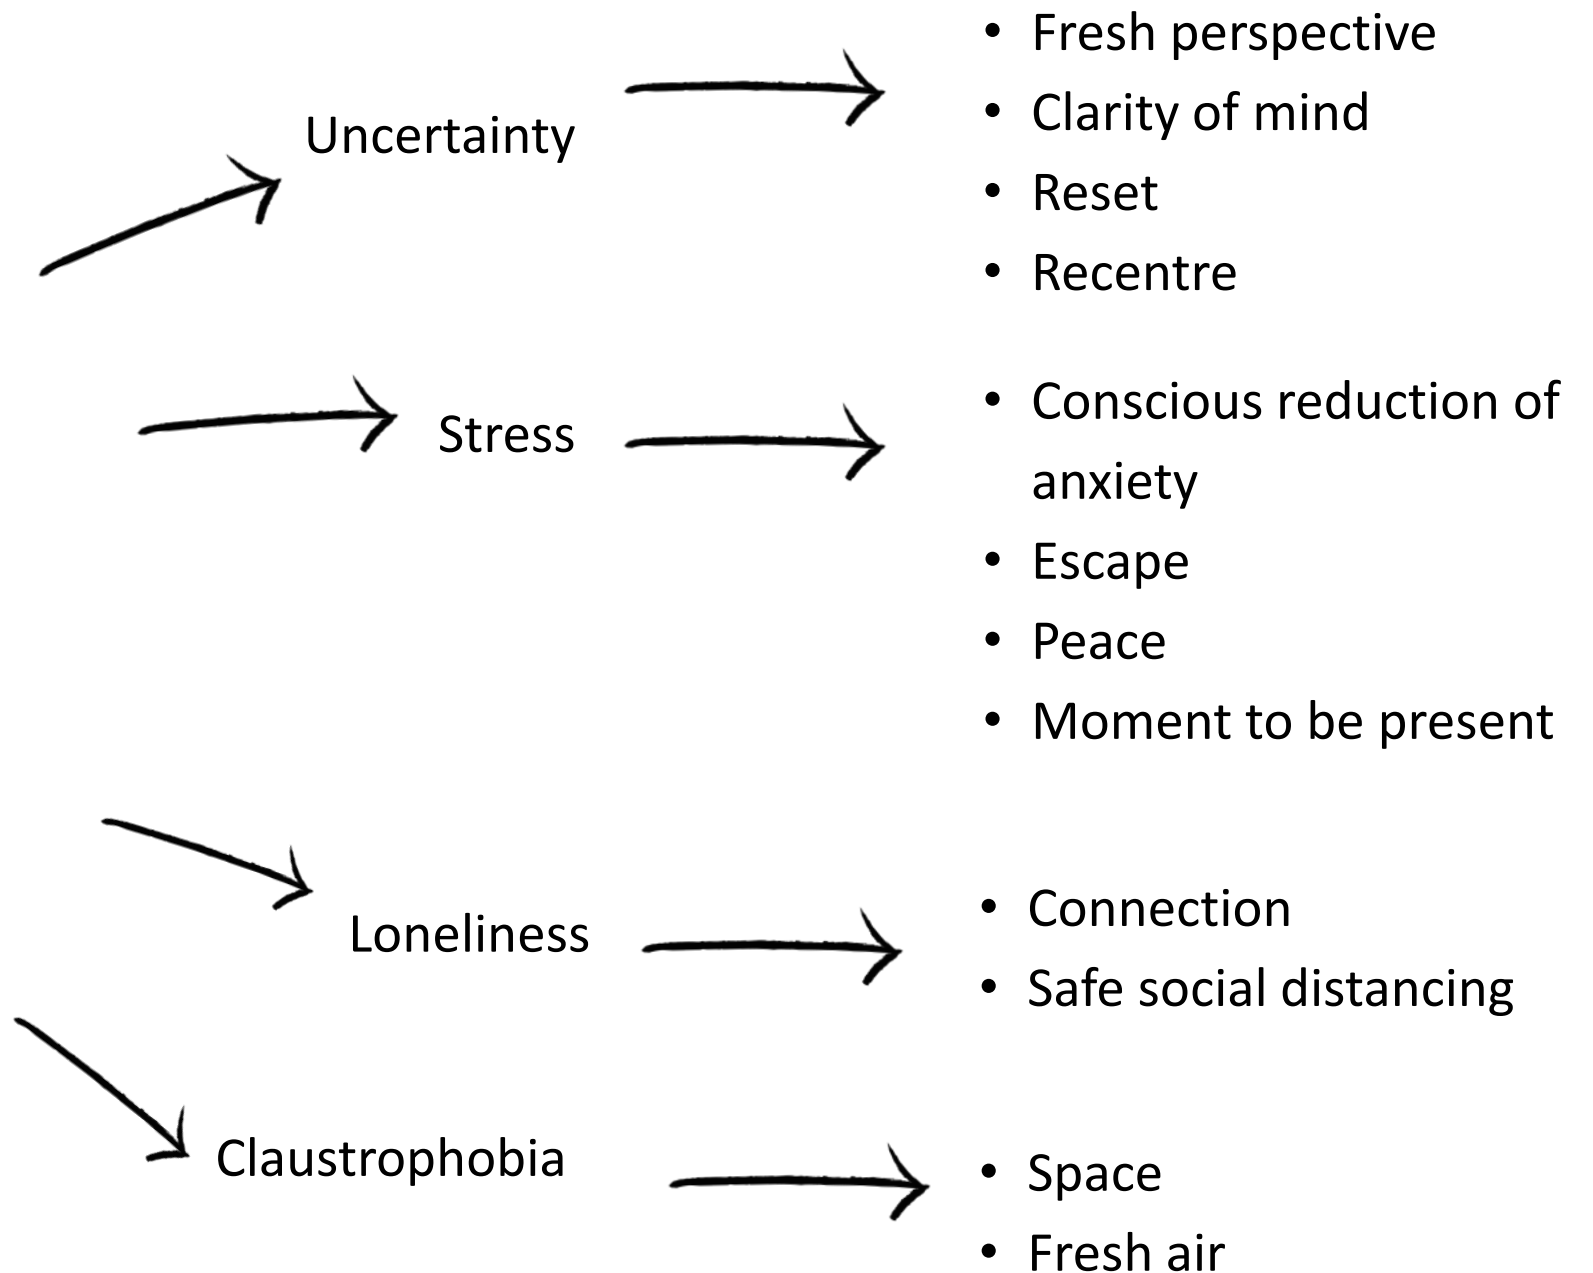 Uncertainty
• Fresh perspective
• Clarity of mind
• Reset
• Recentre
Stress
• Conscious reduction of
anxiety
• Escape
• Peace
• Moment to be present
Loneliness
• Connection
• Safe social distancing
Claustrophobia
• Space
• Fresh air